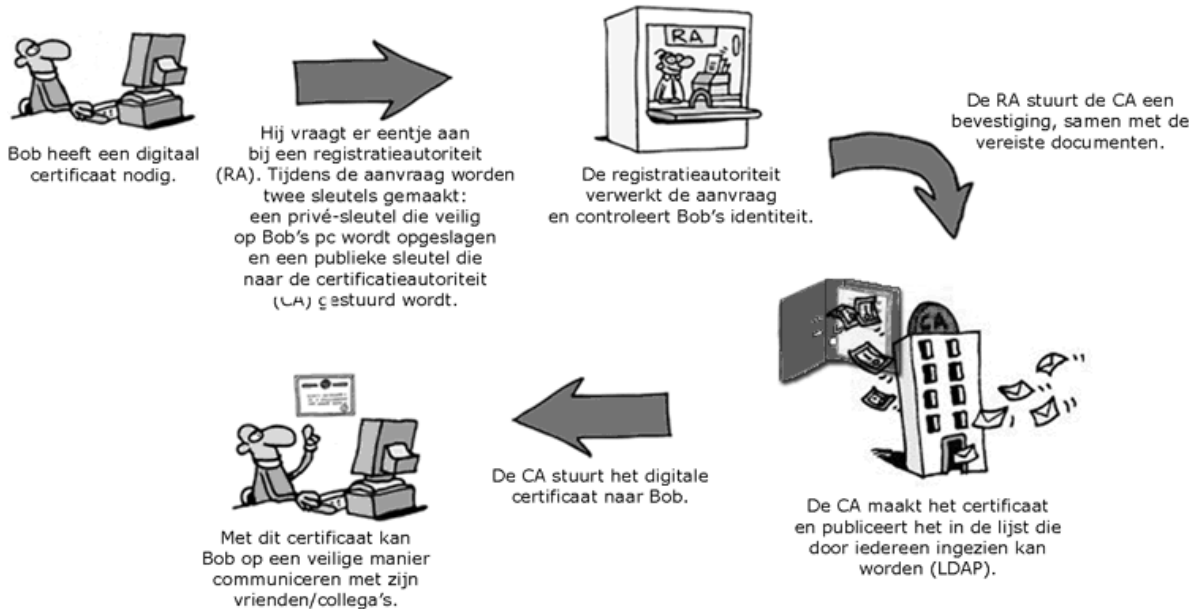 Bob heeft een digitaal
certificaat nodig.
Hij vraagt er eentje aan
bij een registratieautoriteit
(RA). Tijdens de aanvraag worden
twee sleutels gemaakt:
een privé-sleutel die veilig
op Bob's pc wordt opgeslagen
en een publieke sleutel die
naar de certificatieautoriteit
(CA) gestuurd wordt.
RA
De registratieautoriteit
verwerkt de aanvraag
en controleert Bob's identiteit.
De RA stuurt de CA een
bevestiging, samen met de
vereiste documenten.
CA
De CA maakt het certificaat
en publiceert het in de lijst die
door iedereen ingezien kan
worden (LDAP).
De CA stuurt het digitale
certificaat naar Bob.
Met dit certificaat kan
Bob op een veilige manier
communiceren met zijn
vrienden/collega's.